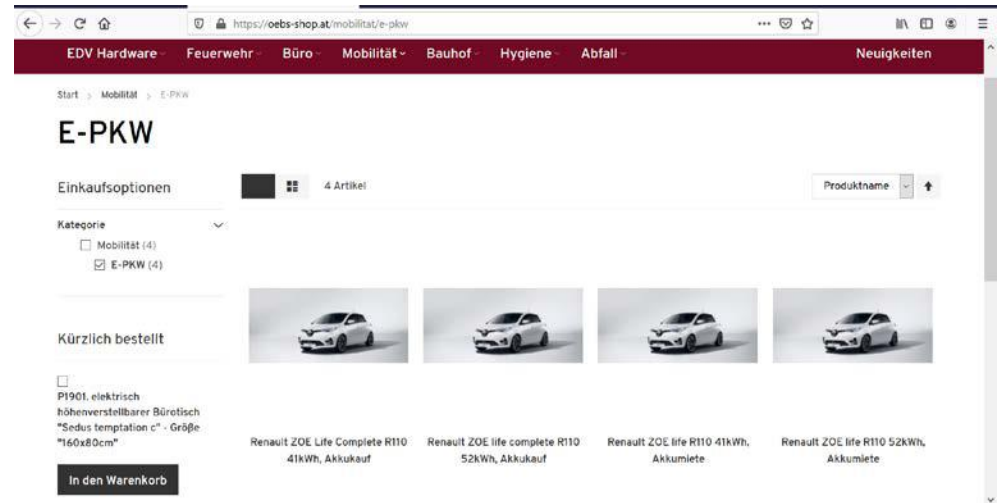 https://oebs-shop.at/mobilitat/e-pkw
EDV Hardware Feuerwehr Büro Mobilität Bauhof Hygiene Abfall Neuigkeiten
Start > Mobilität > E-PKW
E-PKW
Einkaufsoptionen
4 Artikel
Produktname
Kategorie
Mobilität (4)
E-PKW (4)
Kürzlich bestellt
P1901. elektrisch
höhenverstellbarer Bürotisch
"Sedus temptation c" - Größe
"160x80cm"
In den Warenkorb
Renault ZOE Life Complete R110
41kWh, Akkukauf
Renault ZOE life complete R110
52kWh, Akkukauf
Renault ZOE life R110 41kWh,
Akkumiete
Renault ZOE life R110 52kWh,
Akkumiete